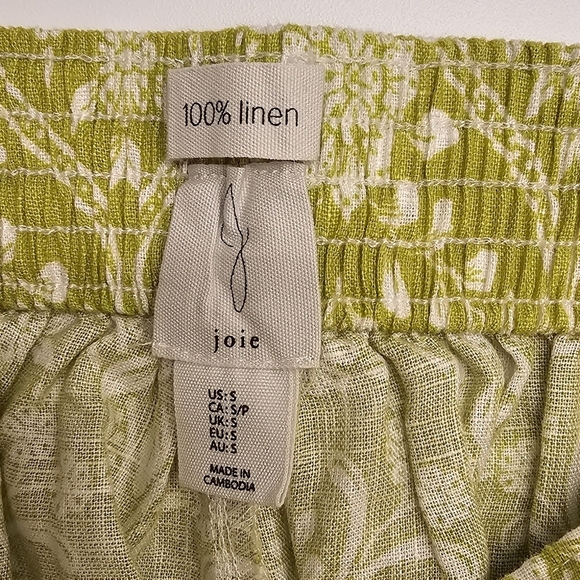 100% linen
joie
US: S
CA: S/P
UK: S
EU: S
AU: S
MADE IN
CAMBODIA